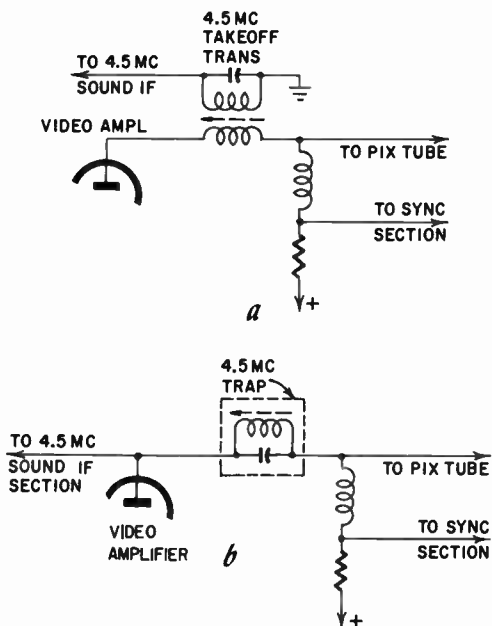 4.5 MC
TAKEOFF
TRANS
TO 4.5 MC
SOUND IF
VIDEO AMPL
TO PIX TUBE
TO SYNC
SECTION
+
a
4.5 MC
TRAP
TO 4.5 MC
SOUND IF
SECTION
TO PIX TUBE
VIDEO
AMPLIFIER
b
TO SYNC
SECTION
+